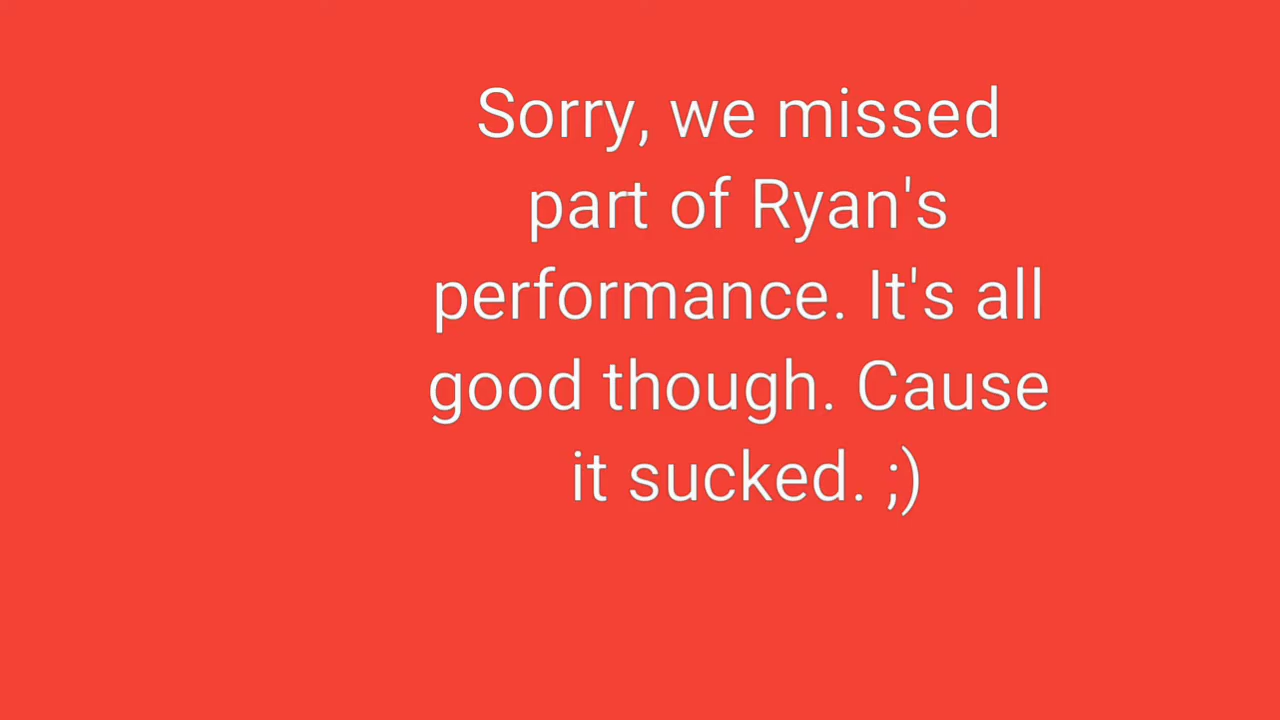 Sorry, we missed
part of Ryan's
performance. It's all
good though. Cause
it sucked. ;)